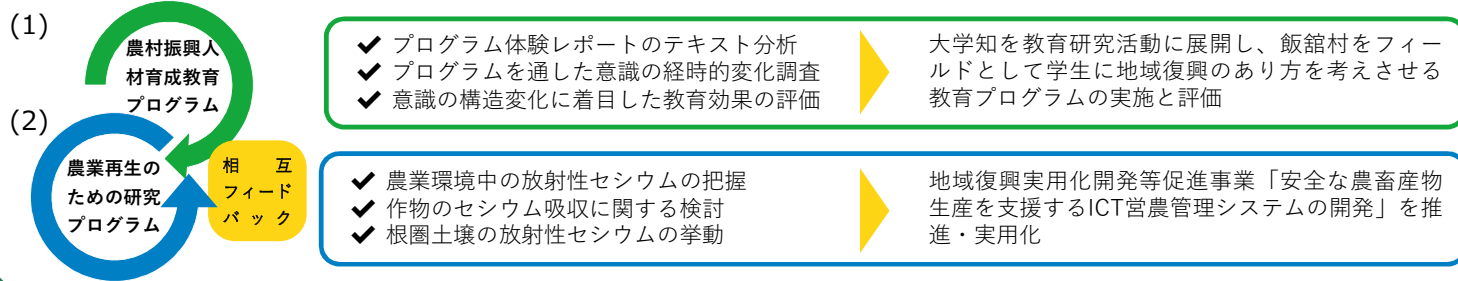 (1)
農村振興人
材育成教育
プログラム
✔ プログラム体験レポートのテキスト分析
✔ プログラムを通した意識の経時的変化調査
✔ 意識の構造変化に着目した教育効果の評価
大学知を教育研究活動に展開し、飯舘村をフィー
ルドとして学生に地域復興のあり方を考えさせる
教育プログラムの実施と評価
(2)
農業再生の
ための研究
プログラム
相互
フィード
バック
✔ 農業環境中の放射性セシウムの把握
✔ 作物のセシウム吸収に関する検討
✔ 根圏土壌の放射性セシウムの挙動
地域復興実用化開発等促進事業「安全な農畜産物
生産を支援するICT営農管理システムの開発」を推
進・実用化